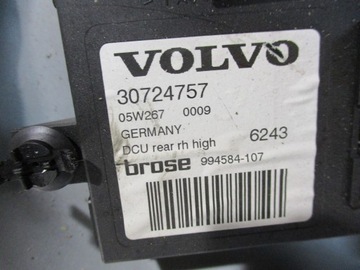 VOLVO
30724757
05W267 0009
GERMANY 6243
DCU rear rh high
brose 994584-107